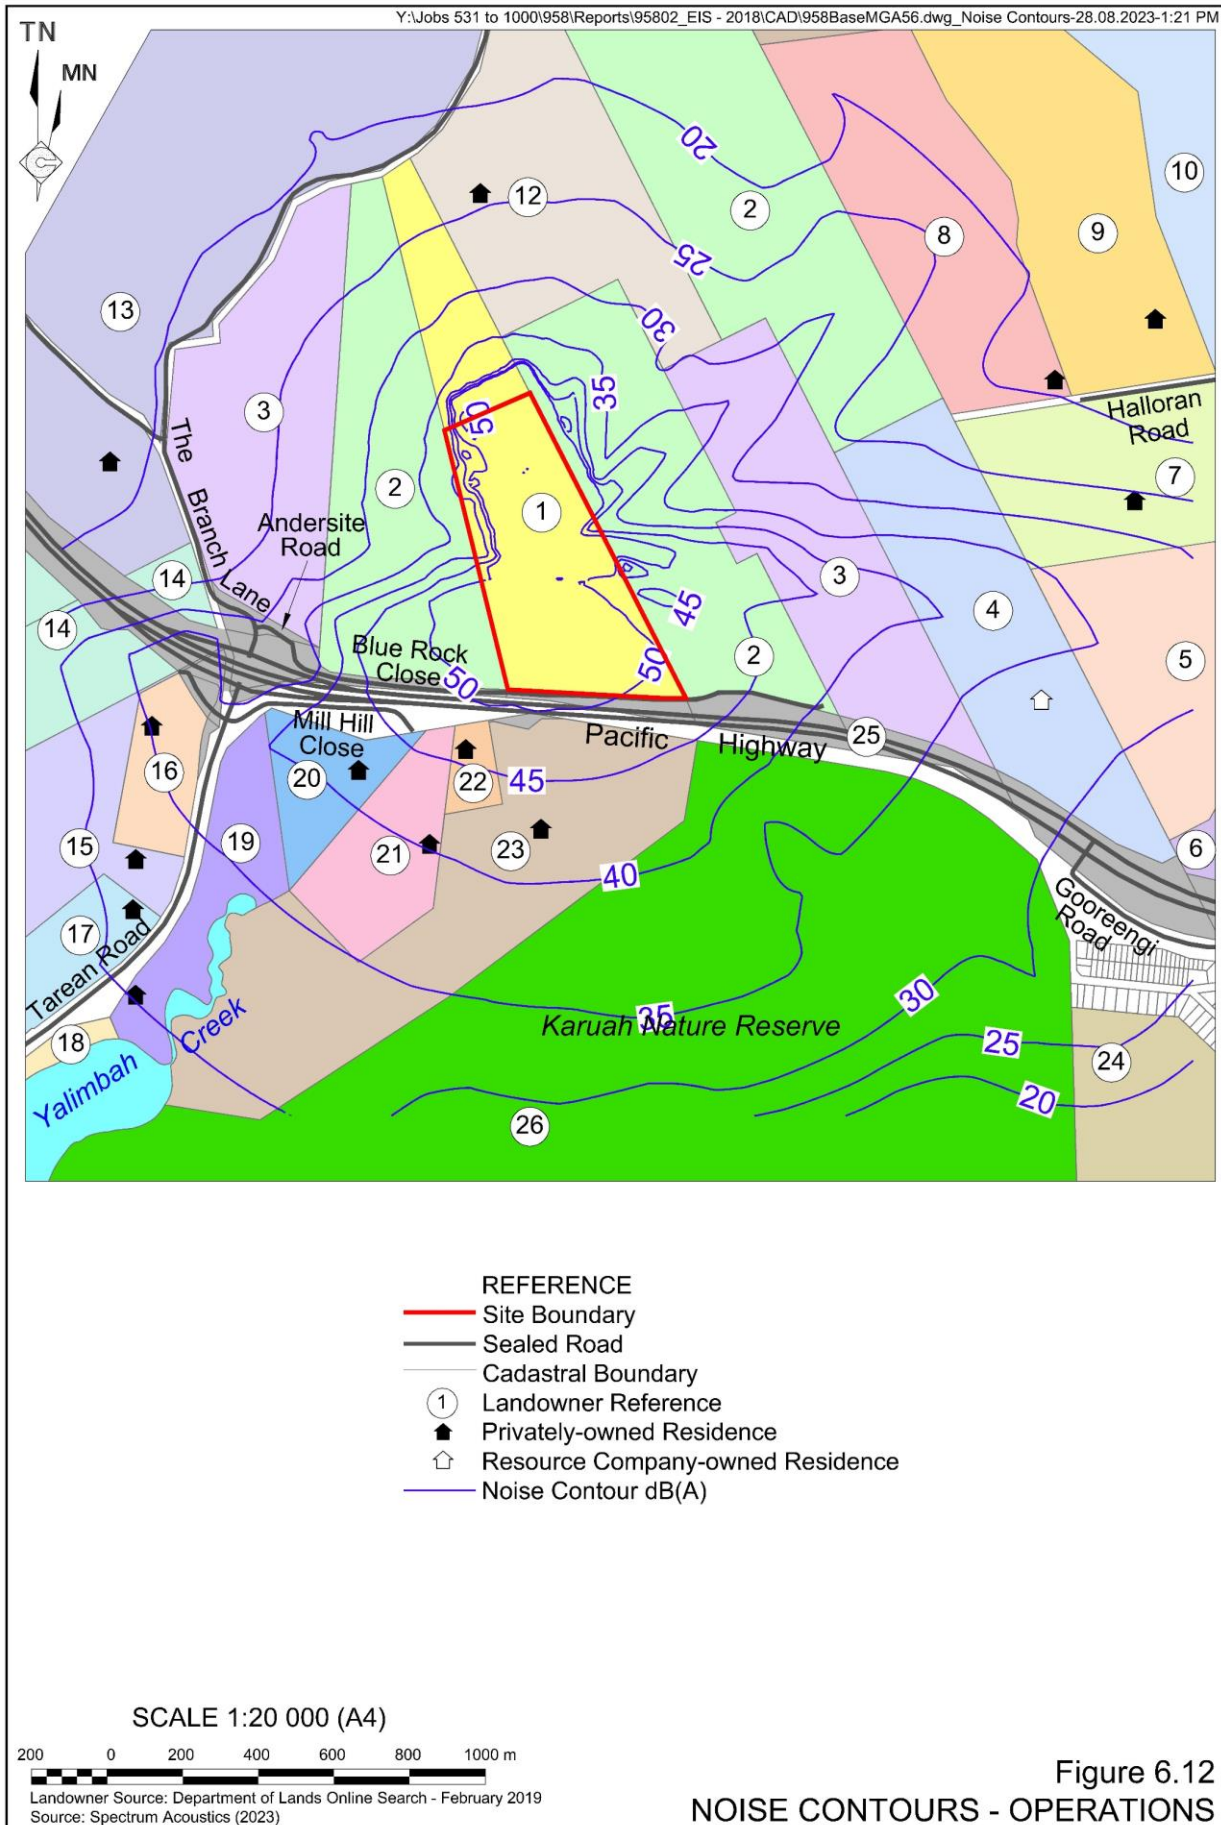 Y:\Jobs 531 to 1000\958\Reports\95802_EIS - 2018\CAD\958BaseMGA56.dwg_Noise Contours-28.08.2023-1:21 PM
TN
MN
20
10
12
2
9
8
25
13
30
3
35
50
Halloran
Road
The
Branch Lane
7
2
1
Andersite
Road
14
3
14
45
4
Blue Rock
Close
2
50
5
50
Mill Hill
Close
Pacific Highway
25
16
20
22
45
15
19
21
23
6
40
17
Tarean Road
Gooreengi
Road
30
35
Karuah Nature Reserve
18
Yalimbah Creek
25
24
20
26
REFERENCE
Site Boundary
Sealed Road
Cadastral Boundary
1 Landowner Reference
Privately-owned Residence
Resource Company-owned Residence
Noise Contour dB(A)
SCALE 1:20 000 (A4)
200 0 200 400 600 800 1000 m
Landowner Source: Department of Lands Online Search - February 2019
Source: Spectrum Acoustics (2023)
Figure 6.12
NOISE CONTOURS - OPERATIONS